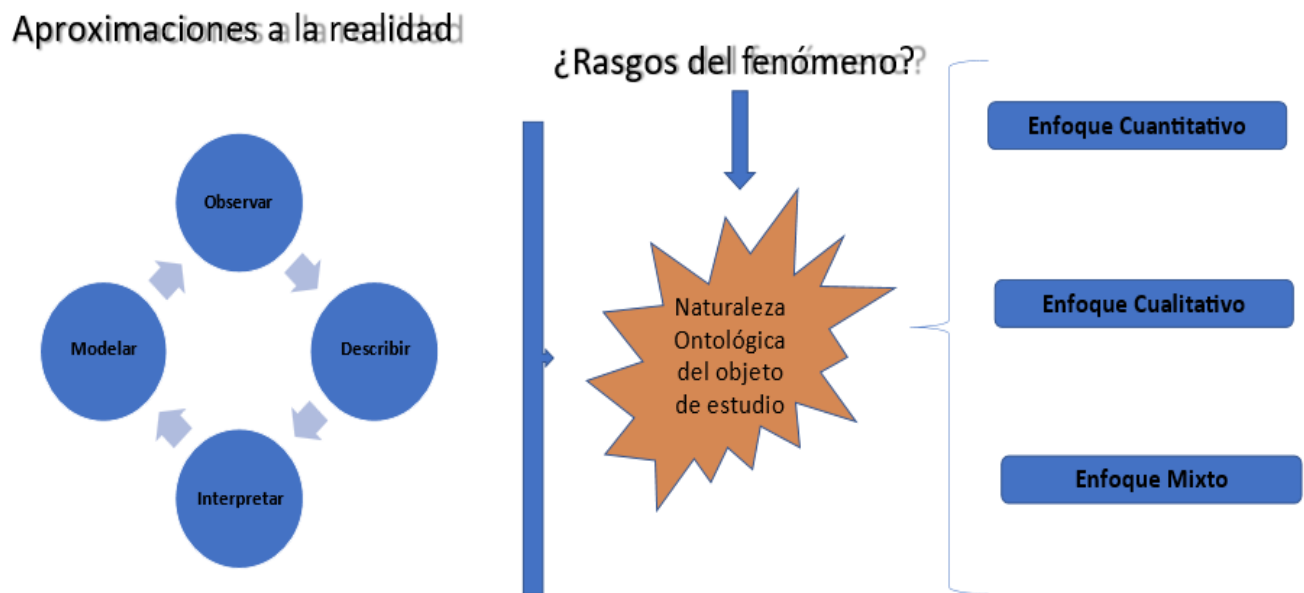 Aproximaciones a la realidad
¿Rasgos del fenómeno?
Observar
Describir
Interpretar
Modelar
Naturaleza
Ontológica
del objeto
de estudio
Enfoque Cuantitativo
Enfoque Cualitativo
Enfoque Mixto